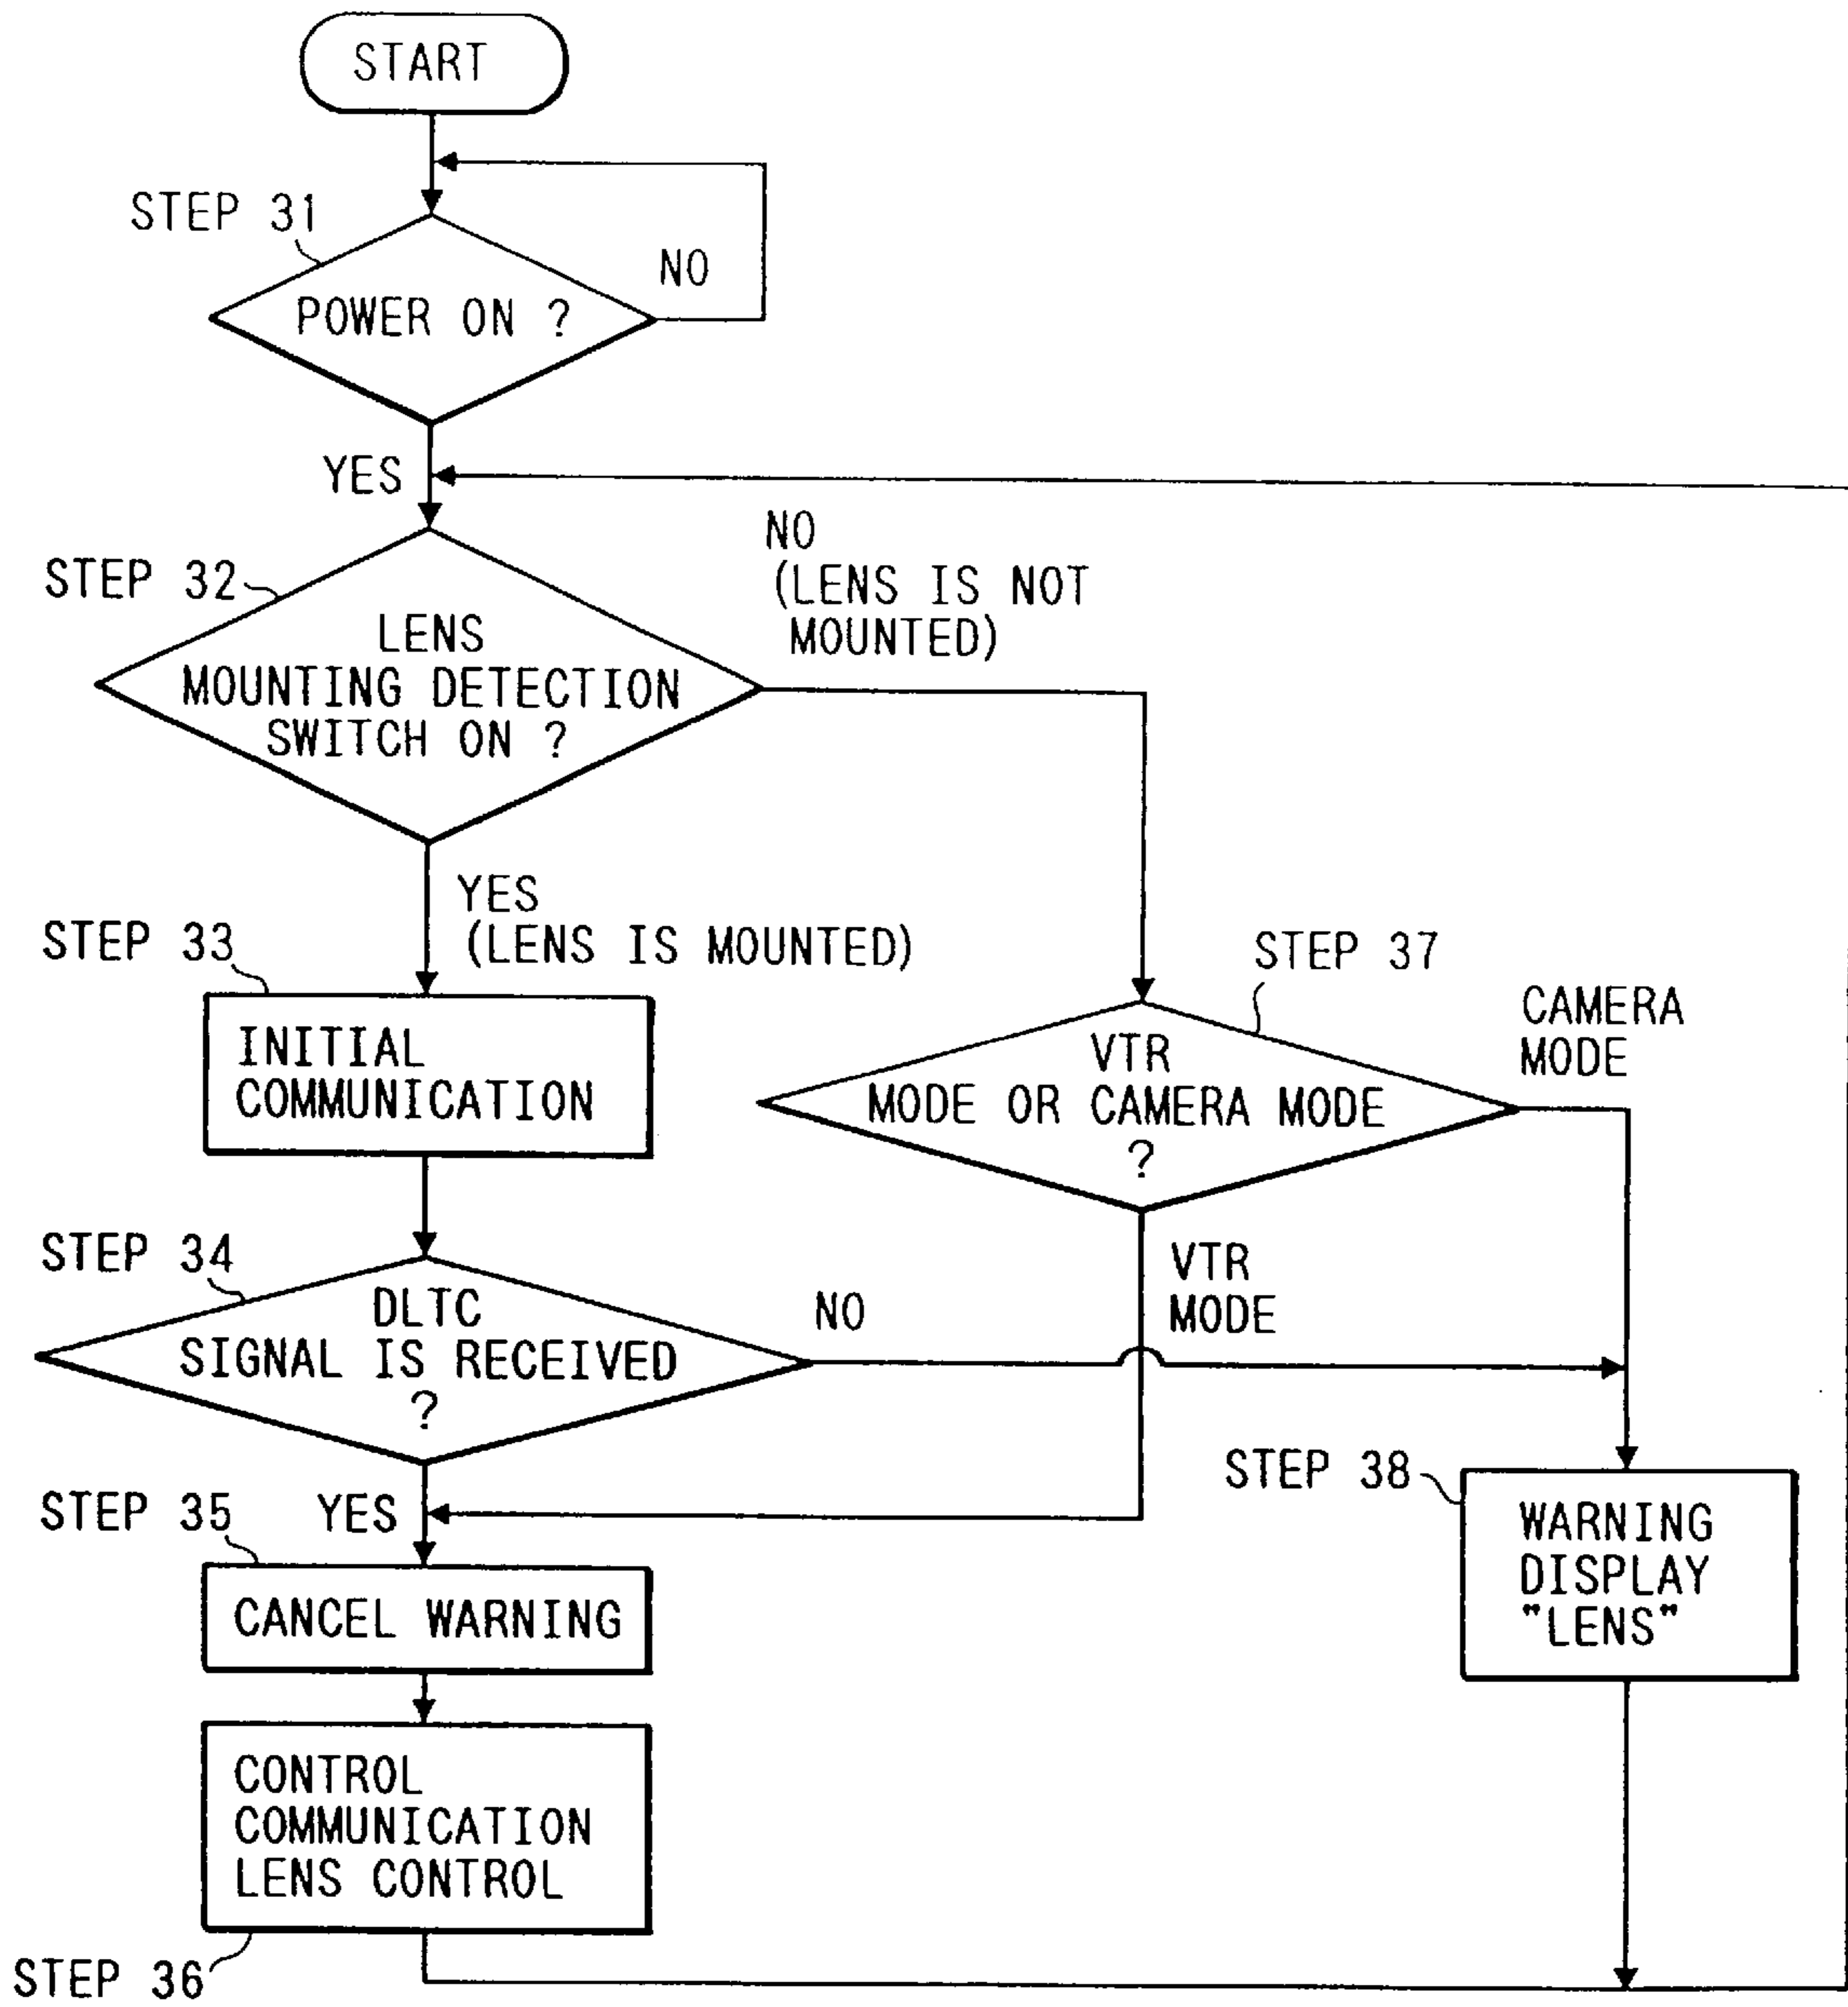 START
STEP 31
NO
POWER ON ?
YES
STEP 32
NO
(LENS IS NOT
MOUNTED)
LENS
MOUNTING DETECTION
SWITCH ON ?
YES
(LENS IS MOUNTED)
STEP 33
INITIAL
COMMUNICATION
STEP 37
CAMERA
MODE
VTR
MODE OR CAMERA MODE
?
VTR
MODE
STEP 34
DLTC
SIGNAL IS RECEIVED
?
NO
YES
STEP 35
CANCEL WARNING
STEP 38
WARNING
DISPLAY
"LENS"
CONTROL
COMMUNICATION
LENS CONTROL
STEP 36